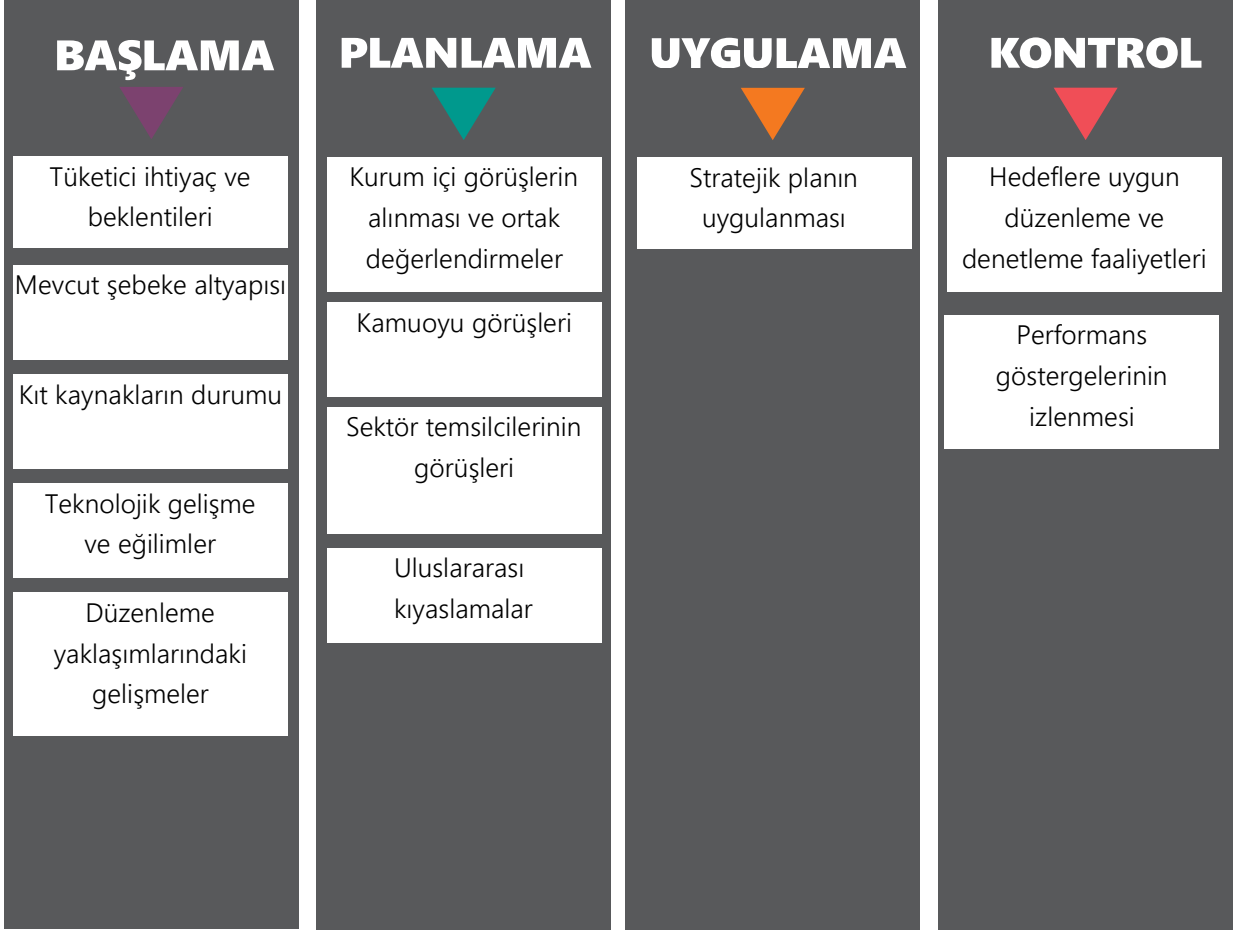 BAŞLAMA
Tüketici ihtiyaç ve
beklentileri
Mevcut şebeke altyapısı
Kıt kaynakların durumu
Teknolojik gelişme
ve eğilimler
Düzenleme
yaklaşımlarındaki
gelişmeler
PLANLAMA
Kurum içi görüşlerin
alınması ve ortak
değerlendirmeler
Kamuoyu görüşleri
Sektör temsilcilerinin
görüşleri
Uluslararası
kıyaslamalar
UYGULAMA
Stratejik planın
uygulanması
KONTROL
Hedeflere uygun
düzenleme ve
denetleme faaliyetleri
Performans
göstergelerinin
izlenmesi